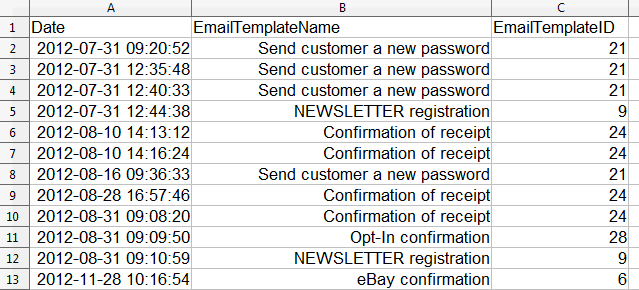 A B C
1 Date EmailTemplateName EmailTemplateID
2 2012-07-31 09:20:52 Send customer a new password 21
3 2012-07-31 12:35:48 Send customer a new password 21
4 2012-07-31 12:40:33 Send customer a new password 21
5 2012-07-31 12:44:38 NEWSLETTER registration 9
6 2012-08-10 14:13:12 Confirmation of receipt 24
7 2012-08-10 14:16:24 Confirmation of receipt 24
8 2012-08-16 09:36:33 Send customer a new password 21
9 2012-08-28 16:57:46 Confirmation of receipt 24
10 2012-08-31 09:08:20 Confirmation of receipt 24
11 2012-08-31 09:09:50 Opt-In confirmation 28
12 2012-08-31 09:10:59 NEWSLETTER registration 9
13 2012-11-28 10:16:54 eBay confirmation 6